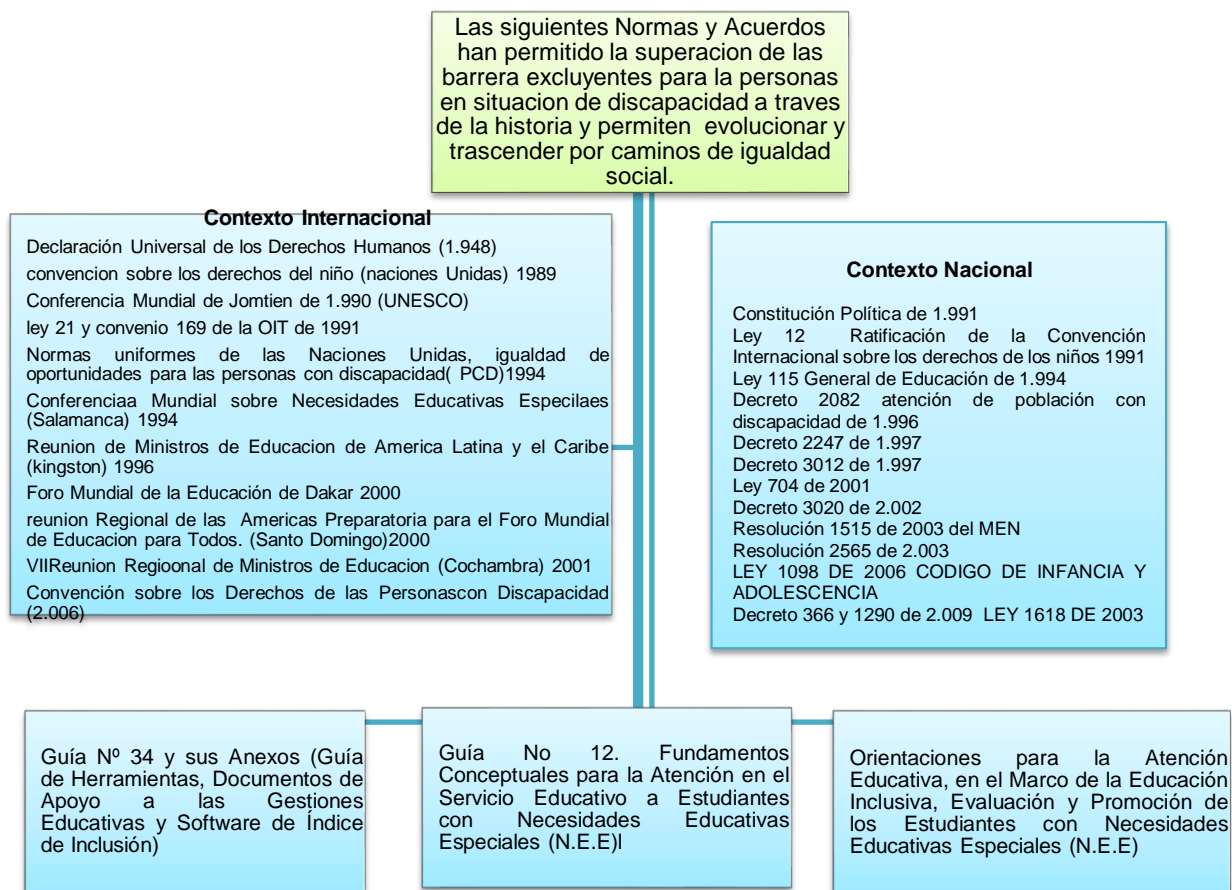 Las siguientes Normas y Acuerdos
han permitido la superacion de las
barrera excluyentes para la personas
en situacion de discapacidad a traves
de la historia y permiten evolucionar y
trascender por caminos de igualdad
social.
Contexto Internacional
Declaración Universal de los Derechos Humanos (1.948)
convencion sobre los derechos del niño (naciones Unidas) 1989
Conferencia Mundial de Jomtien de 1.990 (UNESCO)
ley 21 y convenio 169 de la OIT de 1991
Normas uniformes de las Naciones Unidas, igualdad de
oportunidades para las personas con discapacidad( PCD)1994
Conferenciaa Mundial sobre Necesidades Educativas Especilaes
(Salamanca) 1994
Reunion de Ministros de Educacion de America Latina y el Caribe
(kingston) 1996
Foro Mundial de la Educación de Dakar 2000
reunion Regional de las Americas Preparatoria para el Foro Mundial
de Educacion para Todos. (Santo Domingo)2000
VIIReunion Regioonal de Ministros de Educacion (Cochambra) 2001
Convención sobre los Derechos de las Personascon Discapacidad
(2.006)
Contexto Nacional
Constitución Política de 1.991
Ley 12 Ratificación de la Convención
Internacional sobre los derechos de los niños 1991
Ley 115 General de Educación de 1.994
Decreto 2082 atención de población con
discapacidad de 1.996
Decreto 2247 de 1.997
Decreto 3012 de 1.997
Ley 704 de 2001
Decreto 3020 de 2.002
Resolución 1515 de 2003 del MEN
Resolución 2565 de 2.003
LEY 1098 DE 2006 CODIGO DE INFANCIA Y
ADOLESCENCIA
Decreto 366 y 1290 de 2.009 LEY 1618 DE 2003
Guía Nº 34 y sus Anexos (Guía
de Herramientas, Documentos de
Apoyo a las Gestiones
Educativas y Software de Índice
de Inclusión)
Guía No 12. Fundamentos
Conceptuales para la Atención en el
Servicio Educativo a Estudiantes
con Necesidades Educativas
Especiales (N.E.E)l
Orientaciones para la Atención
Educativa, en el Marco de la Educación
Inclusiva, Evaluación y Promoción de
los Estudiantes con Necesidades
Educativas Especiales (N.E.E)